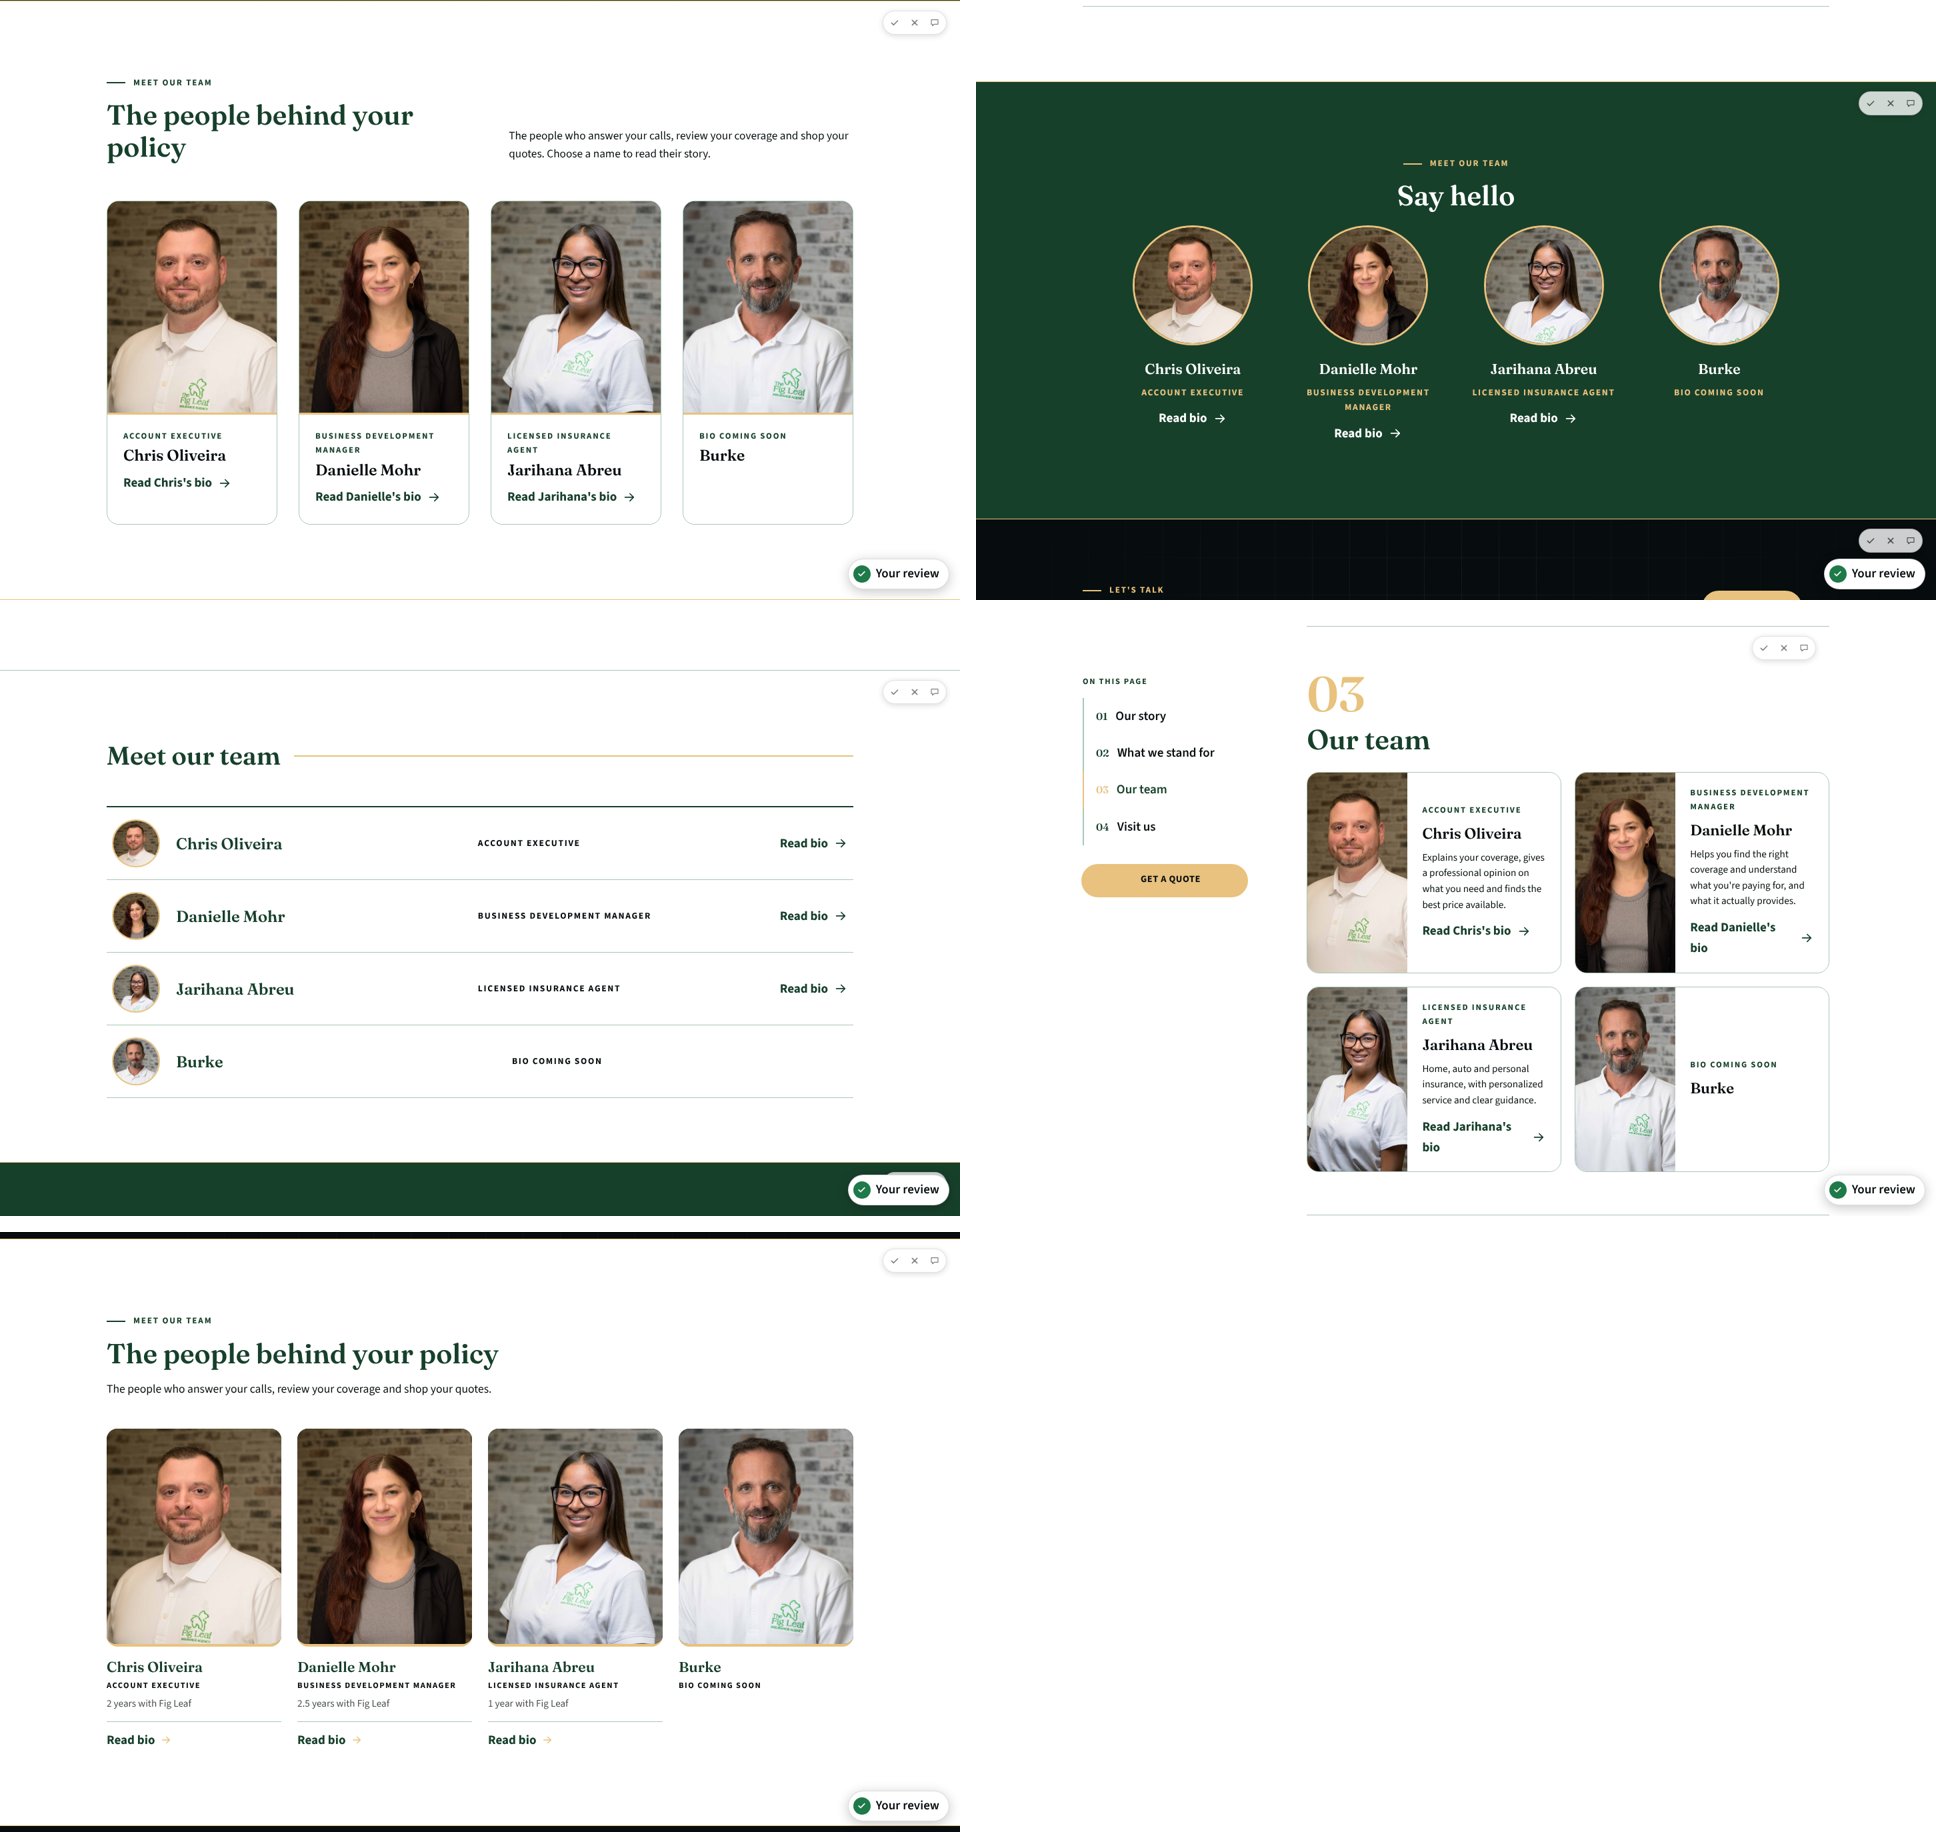 MEET OUR TEAM
The people behind your
policy
The people who answer your calls, review your coverage and shop your
quotes. Choose a name to read their story.
The
Fig Leaf
INSURANCE AGENCY
The
Fig Leaf
ACCOUNT EXECUTIVE
Chris Oliveira
Read Chris's bio
BUSINESS DEVELOPMENT
MANAGER
Danielle Mohr
Read Danielle's bio
LICENSED INSURANCE
AGENT
Jarihana Abreu
Read Jarihana's bio
BIO COMING SOON
Burke
Your review
MEET OUR TEAM
Say hello
Chris Oliveira
ACCOUNT EXECUTIVE
Read bio
Danielle Mohr
BUSINESS DEVELOPMENT
MANAGER
Read bio
Jarihana Abreu
LICENSED INSURANCE AGENT
Read bio
Burke
BIO COMING SOON
LET'S TALK
Your review
Meet our team
Chris Oliveira
ACCOUNT EXECUTIVE
Read bio
Danielle Mohr
BUSINESS DEVELOPMENT MANAGER
Read bio
Jarihana Abreu
LICENSED INSURANCE AGENT
Read bio
Burke
BIO COMING SOON
Your review
ON THIS PAGE
01 Our story
02 What we stand for
03 Our team
04 Visit us
GET A QUOTE
03
Our team
ACCOUNT EXECUTIVE
Chris Oliveira
Explains your coverage, gives
a professional opinion on
what you need and finds the
best price available.
Read Chris's bio
BUSINESS DEVELOPMENT
MANAGER
Danielle Mohr
Helps you find the right
coverage and understand
what you're paying for, and
what it actually provides.
Read Danielle's
bio
LICENSED INSURANCE
AGENT
Jarihana Abreu
Home, auto and personal
insurance, with personalized
service and clear guidance.
Read Jarihana's
bio
BIO COMING SOON
Burke
Your review
MEET OUR TEAM
The people behind your policy
The people who answer your calls, review your coverage and shop your quotes.
The
Fig Leaf
The
Fig Leaf
Chris Oliveira
ACCOUNT EXECUTIVE
2 years with Fig Leaf
Read bio
Danielle Mohr
BUSINESS DEVELOPMENT MANAGER
2.5 years with Fig Leaf
Read bio
Jarihana Abreu
LICENSED INSURANCE AGENT
1 year with Fig Leaf
Read bio
Burke
BIO COMING SOON
Your review